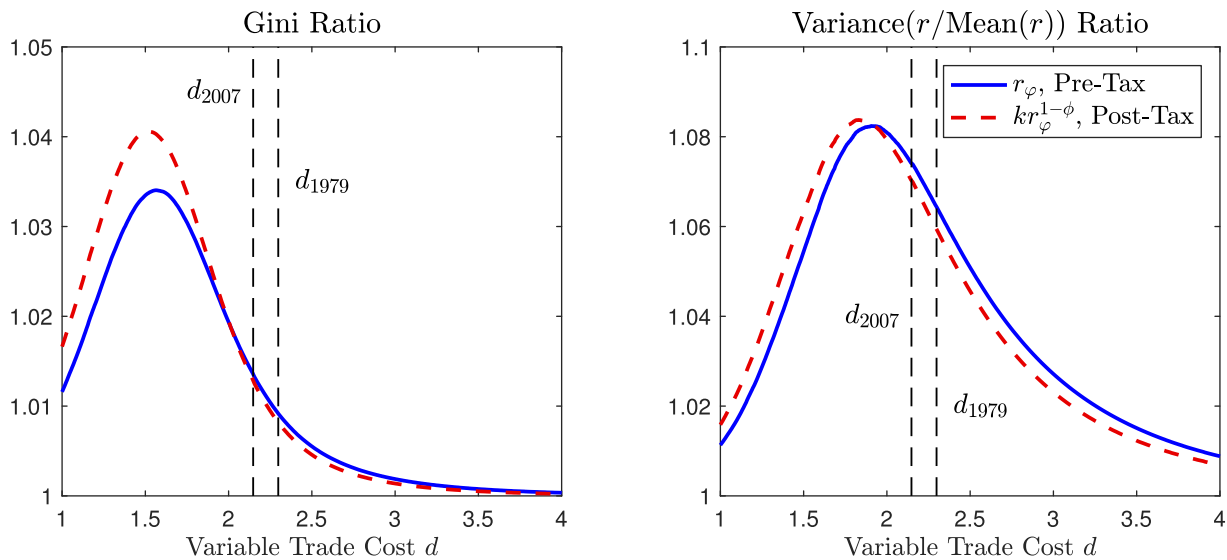 Gini Ratio
1.05
1.04
1.03
1.02
1.01
1
d2007
d1979
1 1.5 2 2.5 3 3.5 4
Variable Trade Cost d
Variance(r/Mean(r)) Ratio
1.1
1.08
1.06
1.04
1.02
1
rφ, Pre-Tax
krφ^1−ϕ, Post-Tax
d2007
d1979
1 1.5 2 2.5 3 3.5 4
Variable Trade Cost d